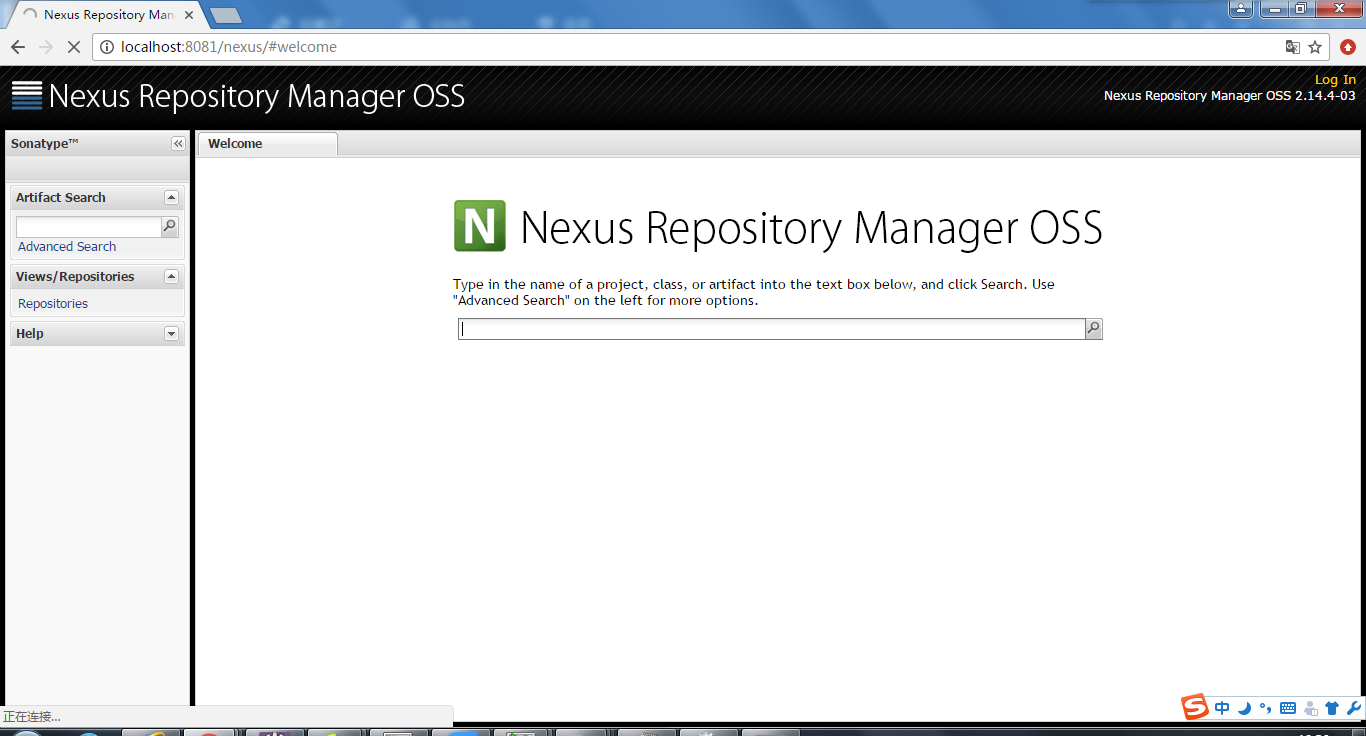 Nexus Repository Man
localhost:8081/nexus/#welcome
Nexus Repository Manager OSS
Log In
Nexus Repository Manager OSS 2.14.4-03
Sonatype™
Welcome
Artifact Search
Advanced Search
Views/Repositories
Repositories
Help
N Nexus Repository Manager OSS
Type in the name of a project, class, or artifact into the text box below, and click Search. Use
"Advanced Search" on the left for more options.
正在连接...
S 中